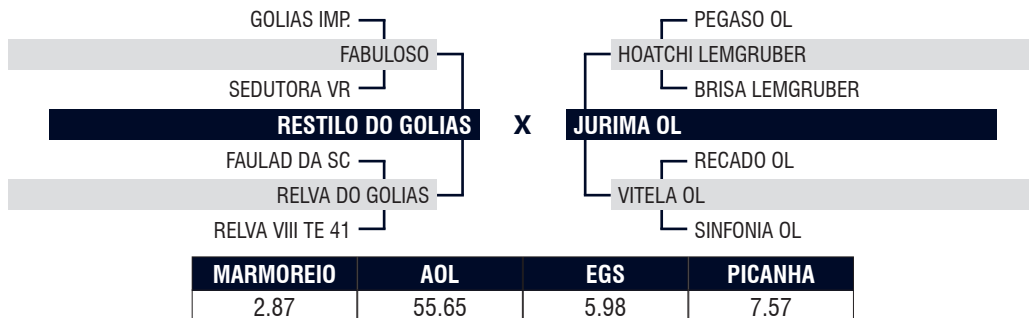 GOLIAS IMP. PEGASO OL
FABULOSO HOATCHI LEMGRUBER
SEDUTORA VR BRISA LEMGRUBER
RESTILO DO GOLIAS X JURIMA OL
FAULAD DA SC RECADO OL
RELVA DO GOLIAS VITELA OL
RELVA VIII TE 41 SINFONIA OL
MARMOREIO AOL EGS PICANHA
2.87 55.65 5.98 7.57